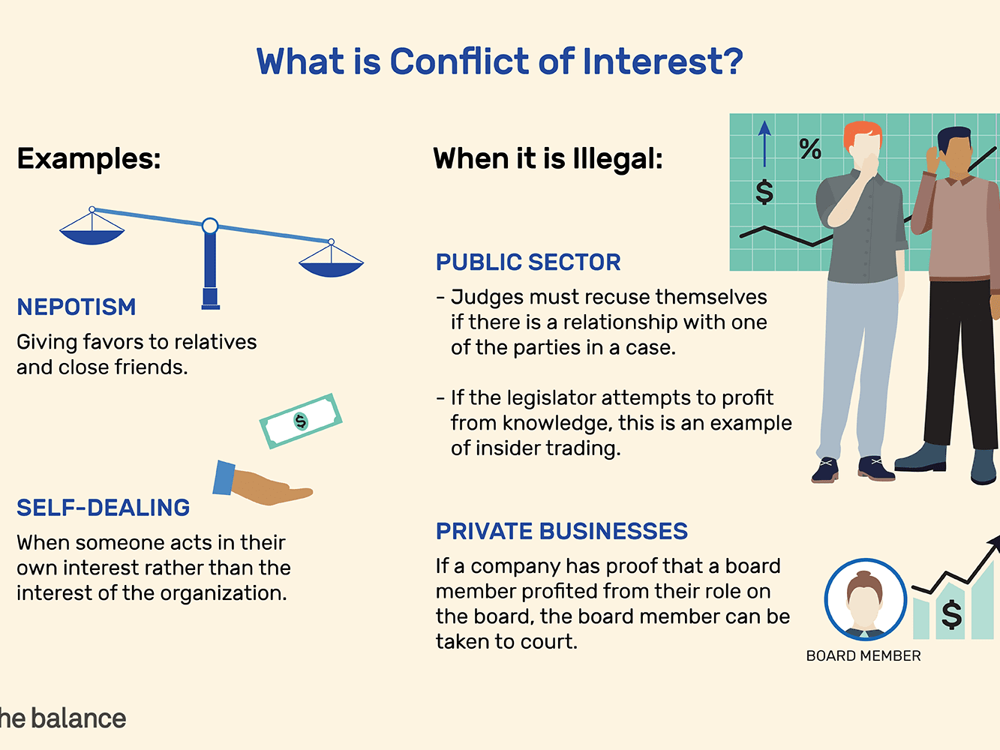 What is Conflict of Interest?
Examples:
NEPOTISM
Giving favors to relatives
and close friends.
$
SELF-DEALING
When someone acts in their
own interest rather than the
interest of the organization.
When it is Illegal:
%
$
PUBLIC SECTOR
- Judges must recuse themselves
if there is a relationship with one
of the parties in a case.
- If the legislator attempts to profit
from knowledge, this is an example
of insider trading.
PRIVATE BUSINESSES
If a company has proof that a board
member profited from their role on
the board, the board member can be
taken to court.
$
BOARD MEMBER
he balance